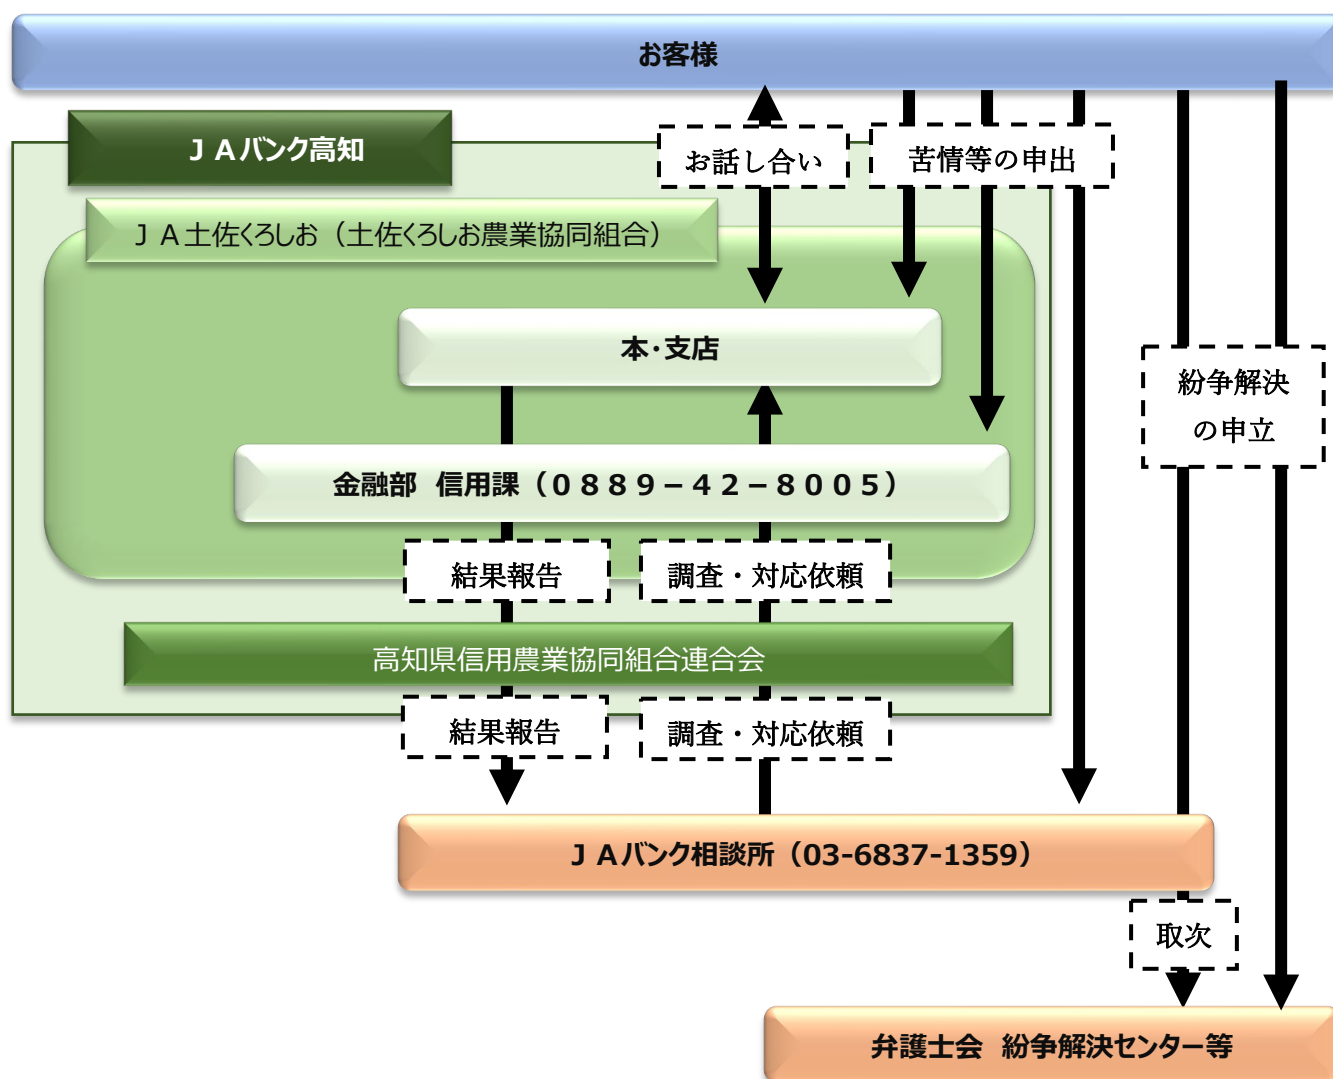 お客様
ＪＡバンク高知
お話し合い
苦情等の申出
ＪＡ土佐くろしお（土佐くろしお農業協同組合）
本・支店
紛争解決
の申立
金融部　信用課（０８８９－４２－８００５）
結果報告
調査・対応依頼
高知県信用農業協同組合連合会
結果報告
調査・対応依頼
ＪＡバンク相談所（03-6837-1359）
取次
弁護士会　紛争解決センター等